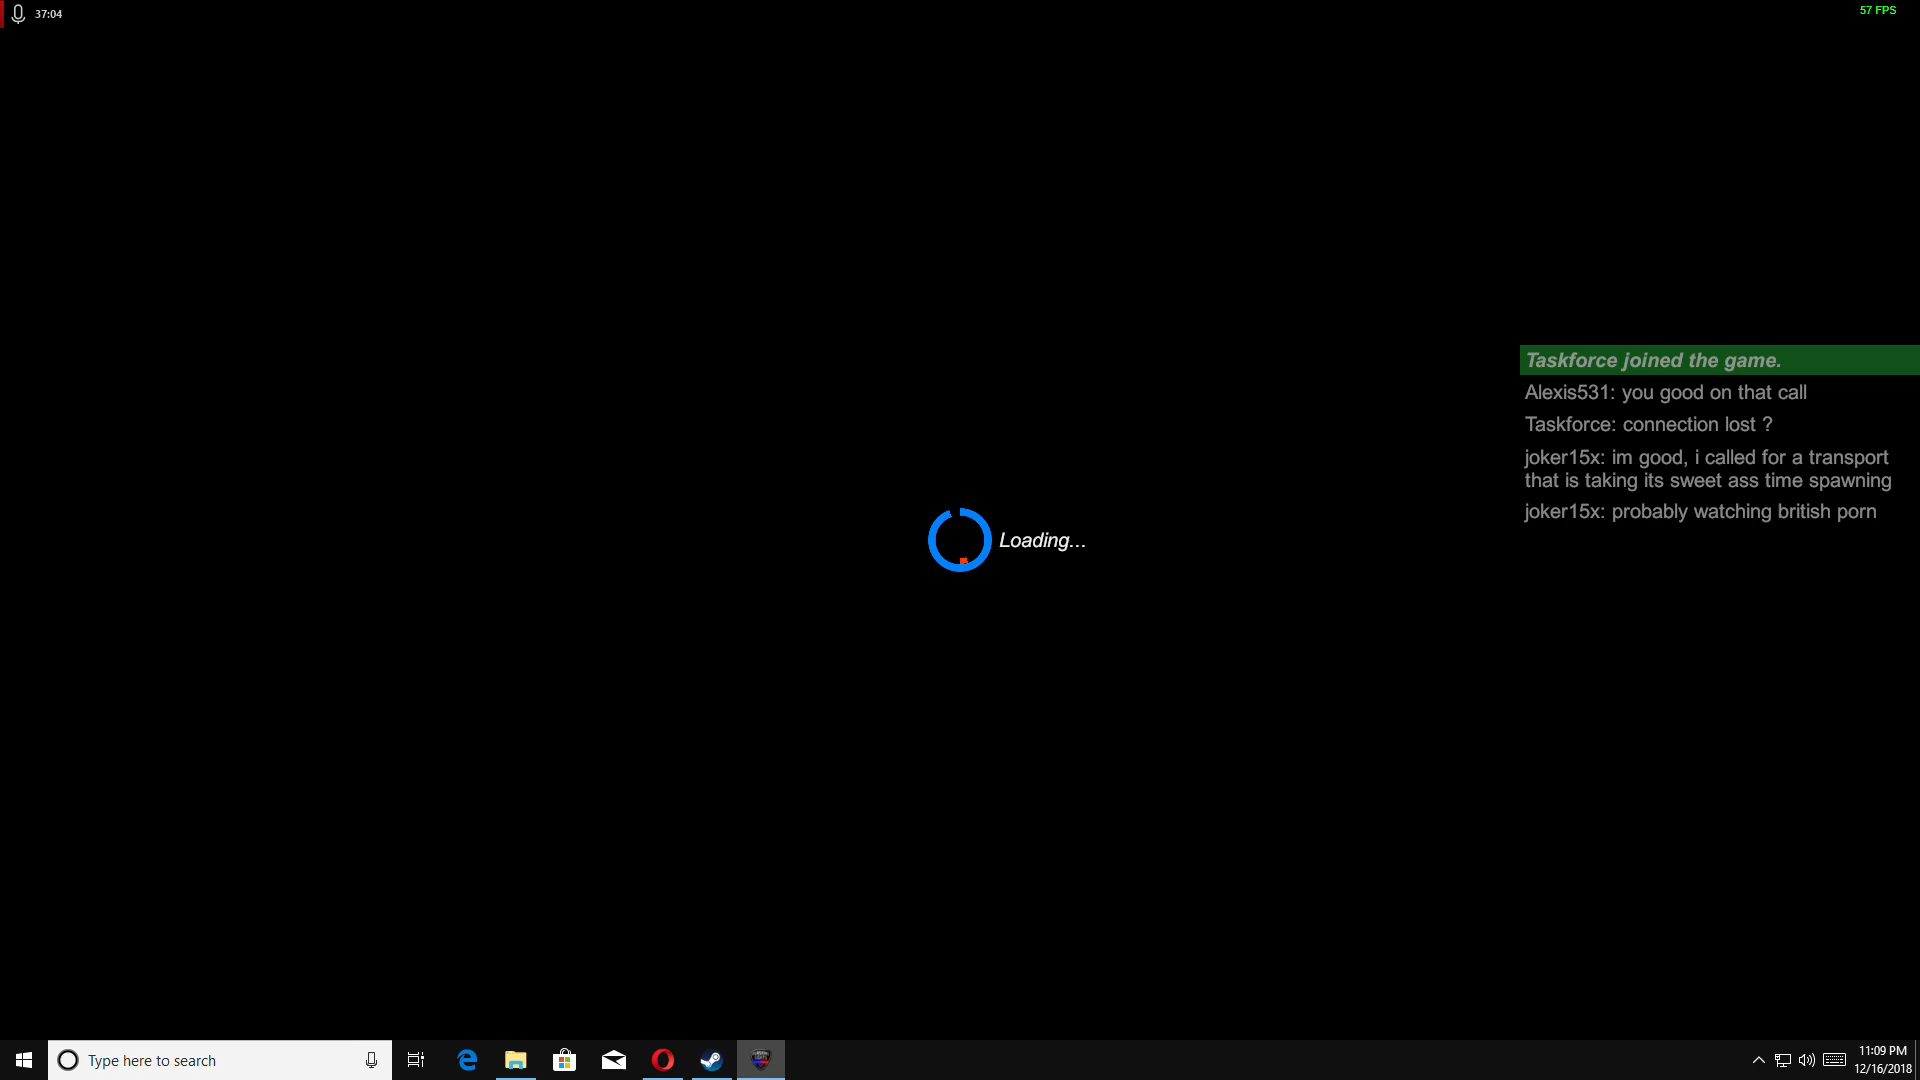 37:04
57 FPS
Taskforce joined the game.
Alexis531: you good on that call
Taskforce: connection lost ?
joker15x: im good, i called for a transport
that is taking its sweet ass time spawning
joker15x: probably watching british porn
Loading...
Type here to search
11:09 PM
12/16/2018